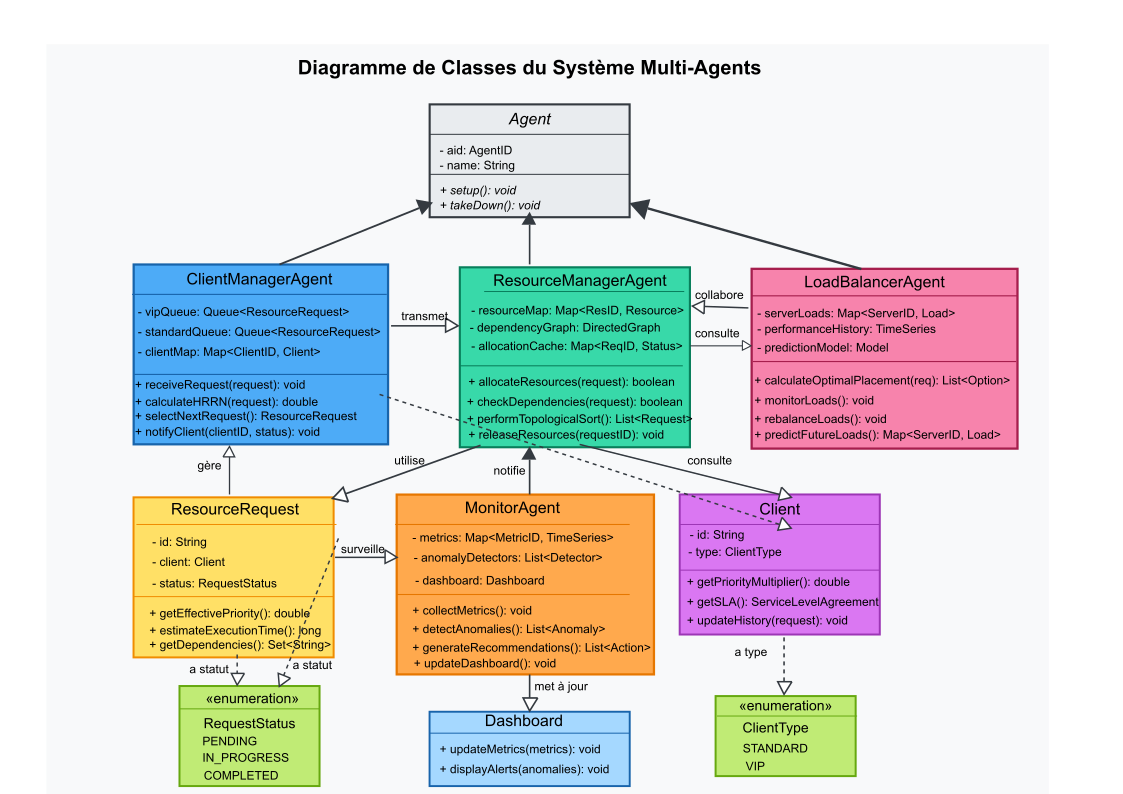 Diagramme de Classes du Système Multi-Agents
Agent
- aid: AgentID
- name: String
+ setup(): void
+ takeDown(): void
ClientManagerAgent
- vipQueue: Queue<ResourceRequest>
- standardQueue: Queue<ResourceRequest>
- clientMap: Map<ClientID, Client>
+ receiveRequest(request): void
+ calculateHRRN(request): double
+ selectNextRequest(): ResourceRequest
+ notifyClient(clientID, status): void
transmet
ResourceManagerAgent
- resourceMap: Map<ResID, Resource>
- dependencyGraph: DirectedGraph
- allocationCache: Map<ReqID, Status>
+ allocateResources(request): boolean
+ checkDependencies(request): boolean
+ performTopologicalSort(): List<Request>
+ releaseResources(requestID): void
collabore
consulte
LoadBalancerAgent
- serverLoads: Map<ServerID, Load>
- performanceHistory: TimeSeries
- predictionModel: Model
+ calculateOptimalPlacement(req): List<Option>
+ monitorLoads(): void
+ rebalanceLoads(): void
+ predictFutureLoads(): Map<ServerID, Load>
gère
utilise
notifie
consulte
ResourceRequest
- id: String
- client: Client
- status: RequestStatus
+ getEffectivePriority(): double
+ estimateExecutionTime(): long
+ getDependencies(): Set<String>
surveille
MonitorAgent
- metrics: Map<MetricID, TimeSeries>
- anomalyDetectors: List<Detector>
- dashboard: Dashboard
+ collectMetrics(): void
+ detectAnomalies(): List<Anomaly>
+ generateRecommendations(): List<Action>
+ updateDashboard(): void
Client
- id: String
- type: ClientType
+ getPriorityMultiplier(): double
+ getSLA(): ServiceLevelAgreement
+ updateHistory(request): void
a statut
a statut
met à jour
a type
«enumeration»
RequestStatus
PENDING
IN_PROGRESS
COMPLETED
Dashboard
+ updateMetrics(metrics): void
+ displayAlerts(anomalies): void
«enumeration»
ClientType
STANDARD
VIP